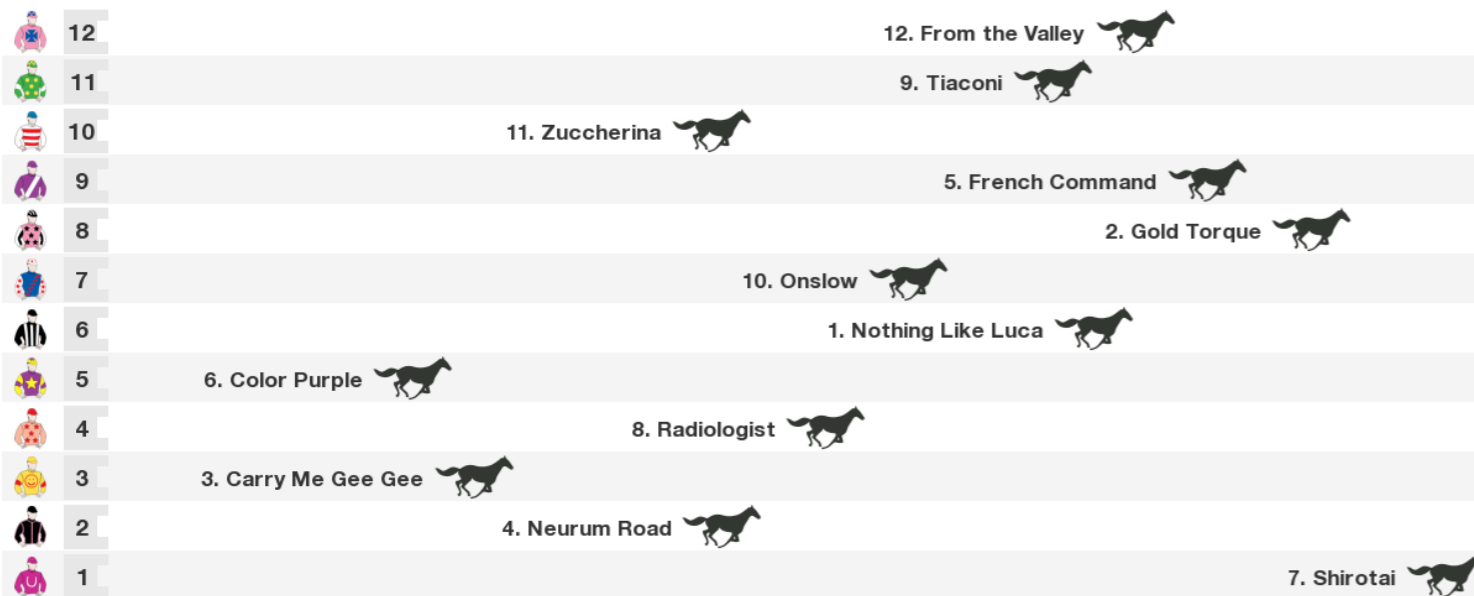 12 12. From the Valley
11 9. Tiaconi
10 11. Zuccherina
9 5. French Command
8 2. Gold Torque
7 10. Onslow
6 1. Nothing Like Luca
5 6. Color Purple
4 8. Radiologist
3 3. Carry Me Gee Gee
2 4. Neurum Road
1 7. Shirotai